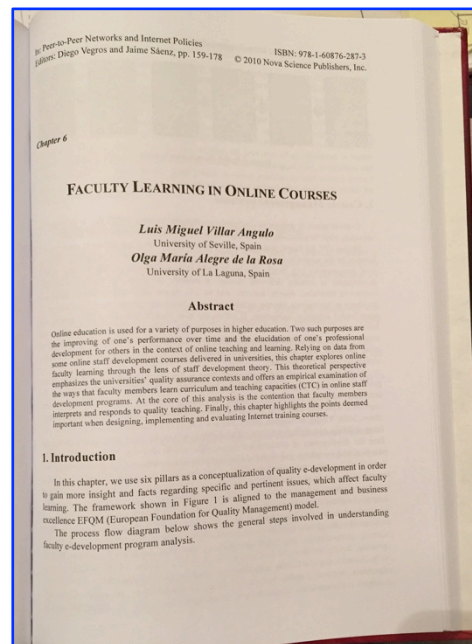 In: Peer-to-Peer Networks and Internet Policies
Editors: Diego Vegros and Jaime Sáenz, pp. 159-178
ISBN: 978-1-60876-287-3
© 2010 Nova Science Publishers, Inc.
Chapter 6
FACULTY LEARNING IN ONLINE COURSES
Luis Miguel Villar Angulo
University of Seville, Spain
Olga María Alegre de la Rosa
University of La Laguna, Spain
Abstract
Online education is used for a variety of purposes in higher education. Two such purposes are
the improving of one's performance over time and the elucidation of one's professional
development for others in the context of online teaching and learning. Relying on data from
some online staff development courses delivered in universities, this chapter explores online
faculty learning through the lens of staff development theory. This theoretical perspective
emphasizes the universities' quality assurance contexts and offers an empirical examination of
the ways that faculty members learn curriculum and teaching capacities (CTC) in online staff
development programs. At the core of this analysis is the contention that faculty members
interprets and responds to quality teaching. Finally, this chapter highlights the points deemed
important when designing, implementing and evaluating Internet training courses.
1. Introduction
In this chapter, we use six pillars as a conceptualization of quality e-development in order
to gain more insight and facts regarding specific and pertinent issues, which affect faculty
learning. The framework shown in Figure 1 is aligned to the management and business
excellence EFQM (European Foundation for Quality Management) model.
The process flow diagram below shows the general steps involved in understanding
faculty e-development program analysis.